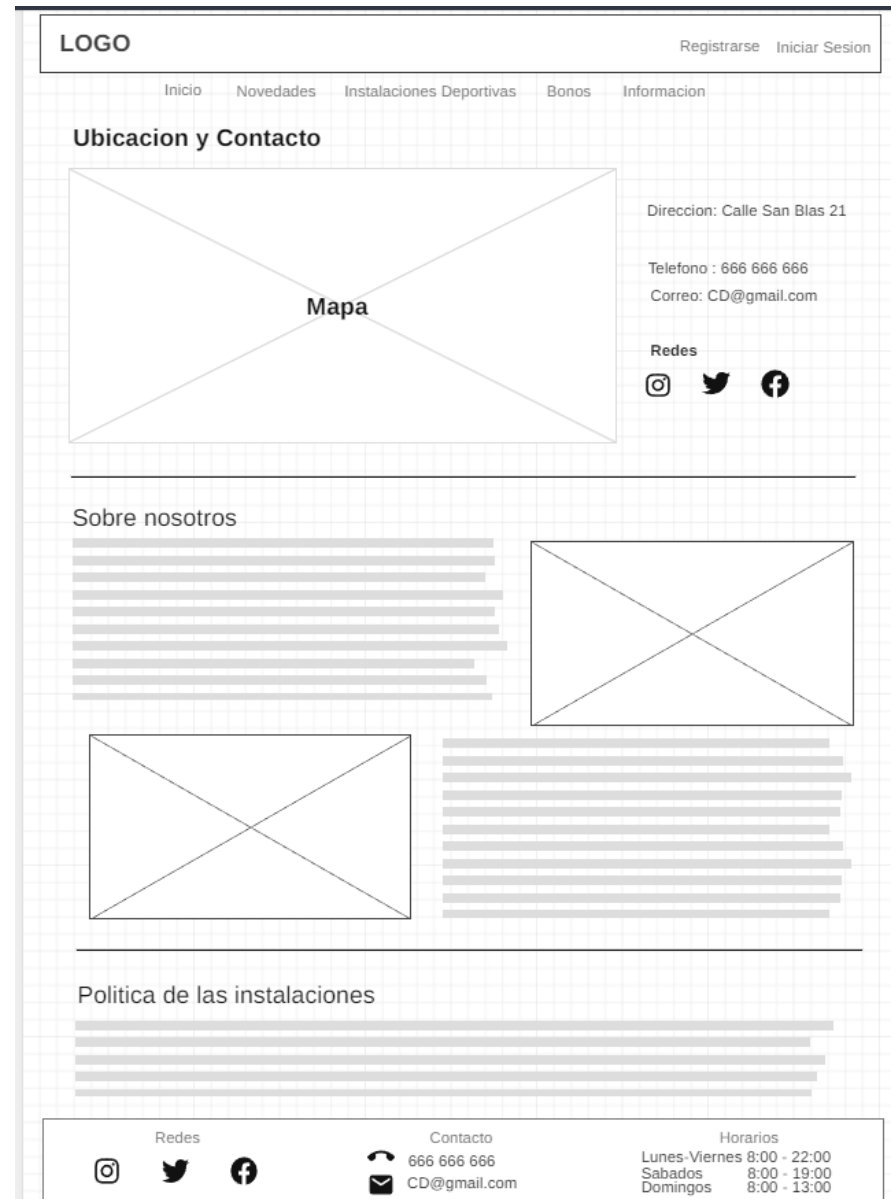 LOGO
Registrarse Iniciar Sesion
Inicio Novedades Instalaciones Deportivas Bonos Informacion
Ubicacion y Contacto
Mapa
Direccion: Calle San Blas 21
Telefono : 666 666 666
Correo: CD@gmail.com
Redes
Sobre nosotros
Politica de las instalaciones
Redes
Contacto
666 666 666
CD@gmail.com
Horarios
Lunes-Viernes 8:00 - 22:00
Sabados 8:00 - 19:00
Domingos 8:00 - 13:00